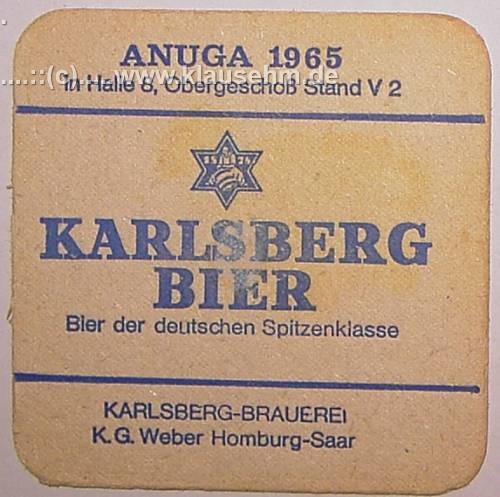 ANUGA 1965
....::(c) ... www.klausehm.de
in Halle 8, Obergeschoß Stand V 2
KARLSBERG
BIER
Bier der deutschen Spitzenklasse
KARLSBERG-BRAUEREI
K.G. Weber Homburg-Saar